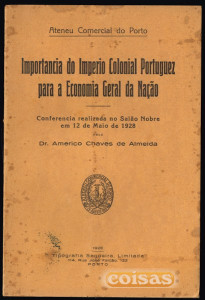 Ateneu Comercial do Porto
Importancia do Imperio Colonial Portuguez
para a Economia Geral da Nação
Conferencia realizada no Salão Nobre
em 12 de Maio de 1928
Dr. Americo Chaves de Almeida
Tipografia Sequeira, Limitada
PORTO
coisas